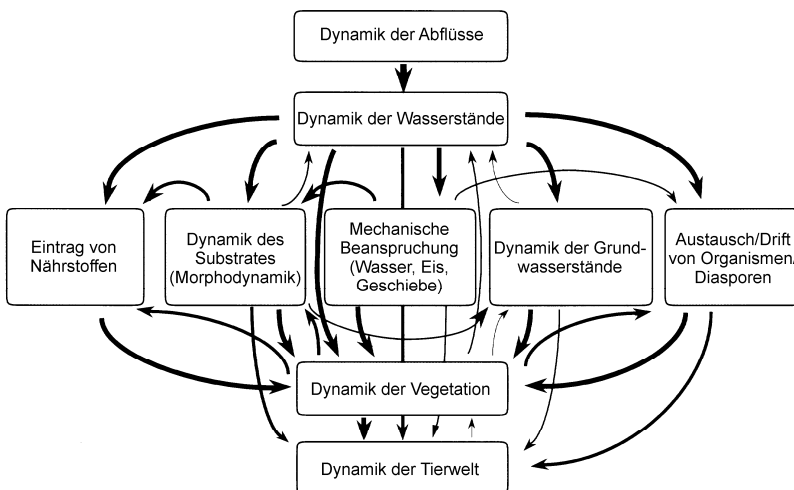 Dynamik der Abflüsse
Dynamik der Wasserstände
Eintrag von
Nährstoffen
Dynamik des
Substrates
(Morphodynamik)
Mechanische
Beanspruchung
(Wasser, Eis,
Geschiebe)
Dynamik der Grund-
wasserstände
Austausch/Drift
von Organismen/
Diasporen
Dynamik der Vegetation
Dynamik der Tierwelt